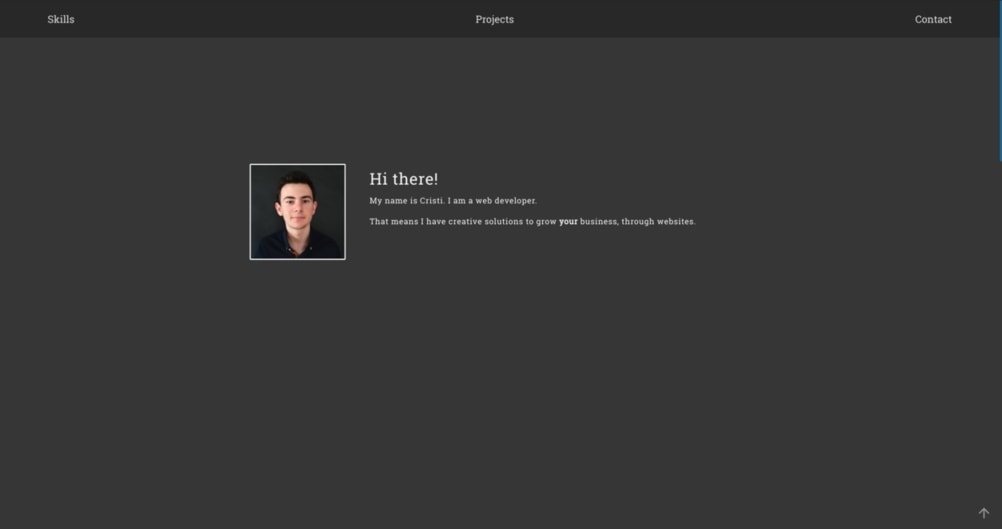 Skills
Projects
Contact
Hi there!
My name is Cristi. I am a web developer.
That means I have creative solutions to grow your business, through websites.